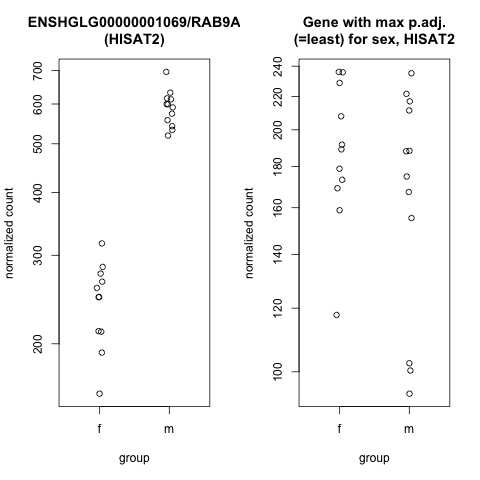 ENSHGLG00000001069/RAB9A
(HISAT2)
normalized count
700
600
500
400
300
200
f
m
group
Gene with max p.adj.
(=least) for sex, HISAT2
normalized count
240
220
200
180
160
140
120
100
f
m
group